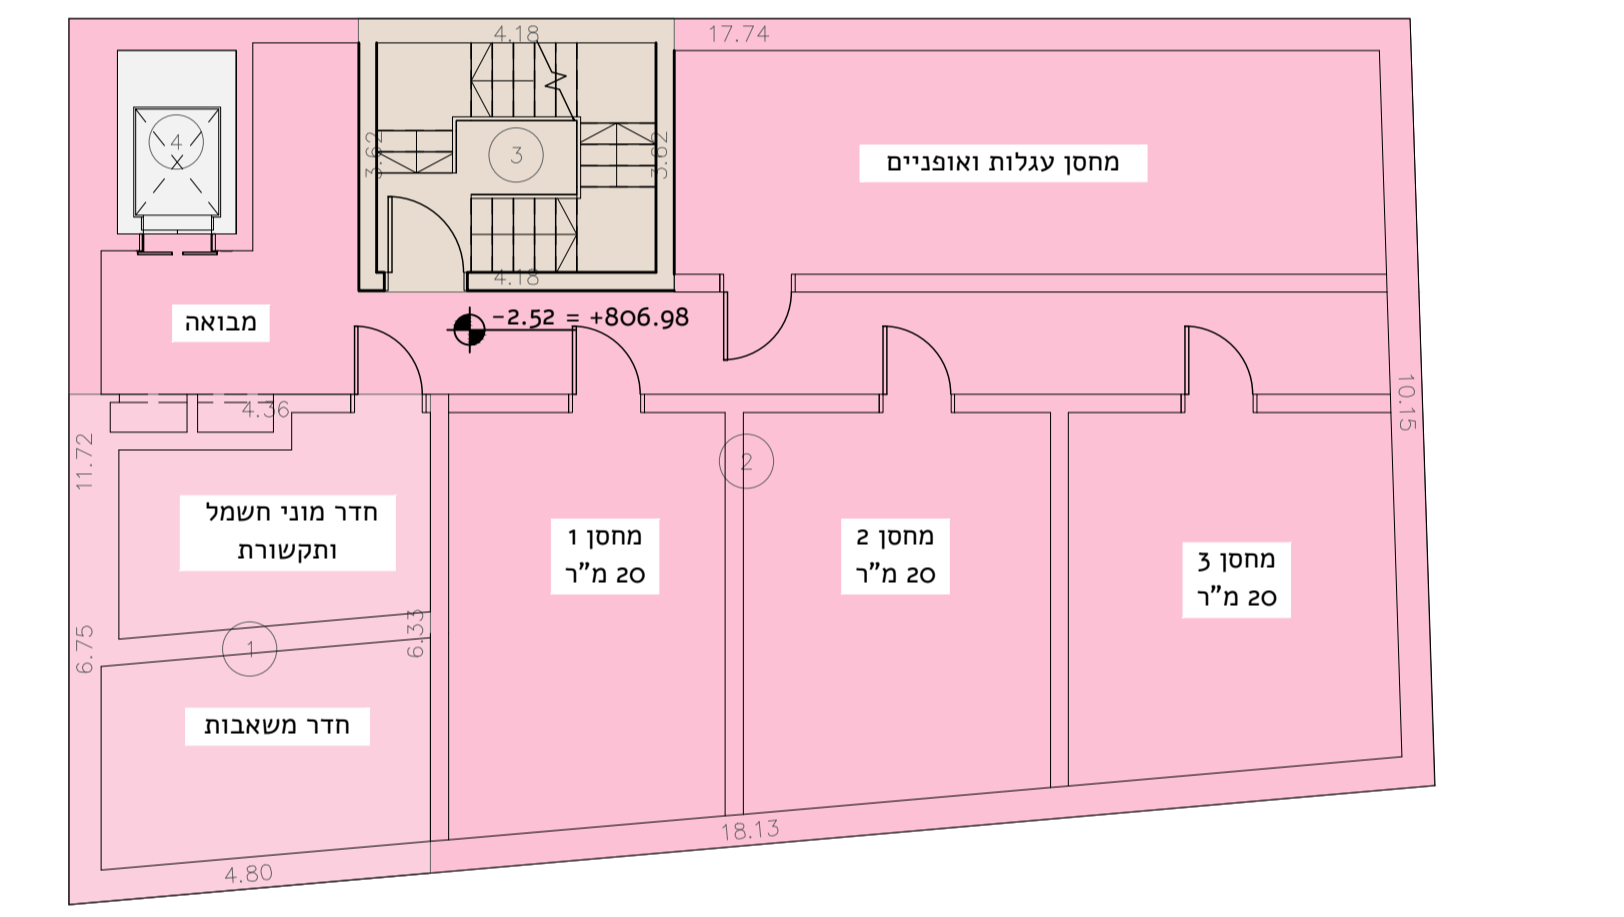 4.18
17.74
4
X
3.62
3
3.62
מחסן עגלות ואופניים
4.18
מבואה
-2.52 = +806.98
4.36
10.15
11.72
2
חדר מוני חשמל
ותקשורת
מחסן 1
20 מ"ר
מחסן 2
20 מ"ר
מחסן 3
20 מ"ר
6.75
1
6.33
חדר משאבות
18.13
4.80